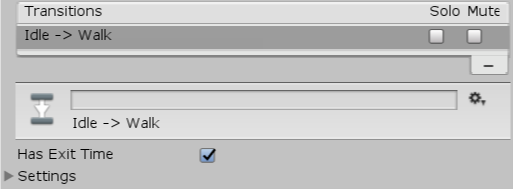 Transitions Solo Mute
Idle -> Walk
Idle -> Walk
Has Exit Time
Settings